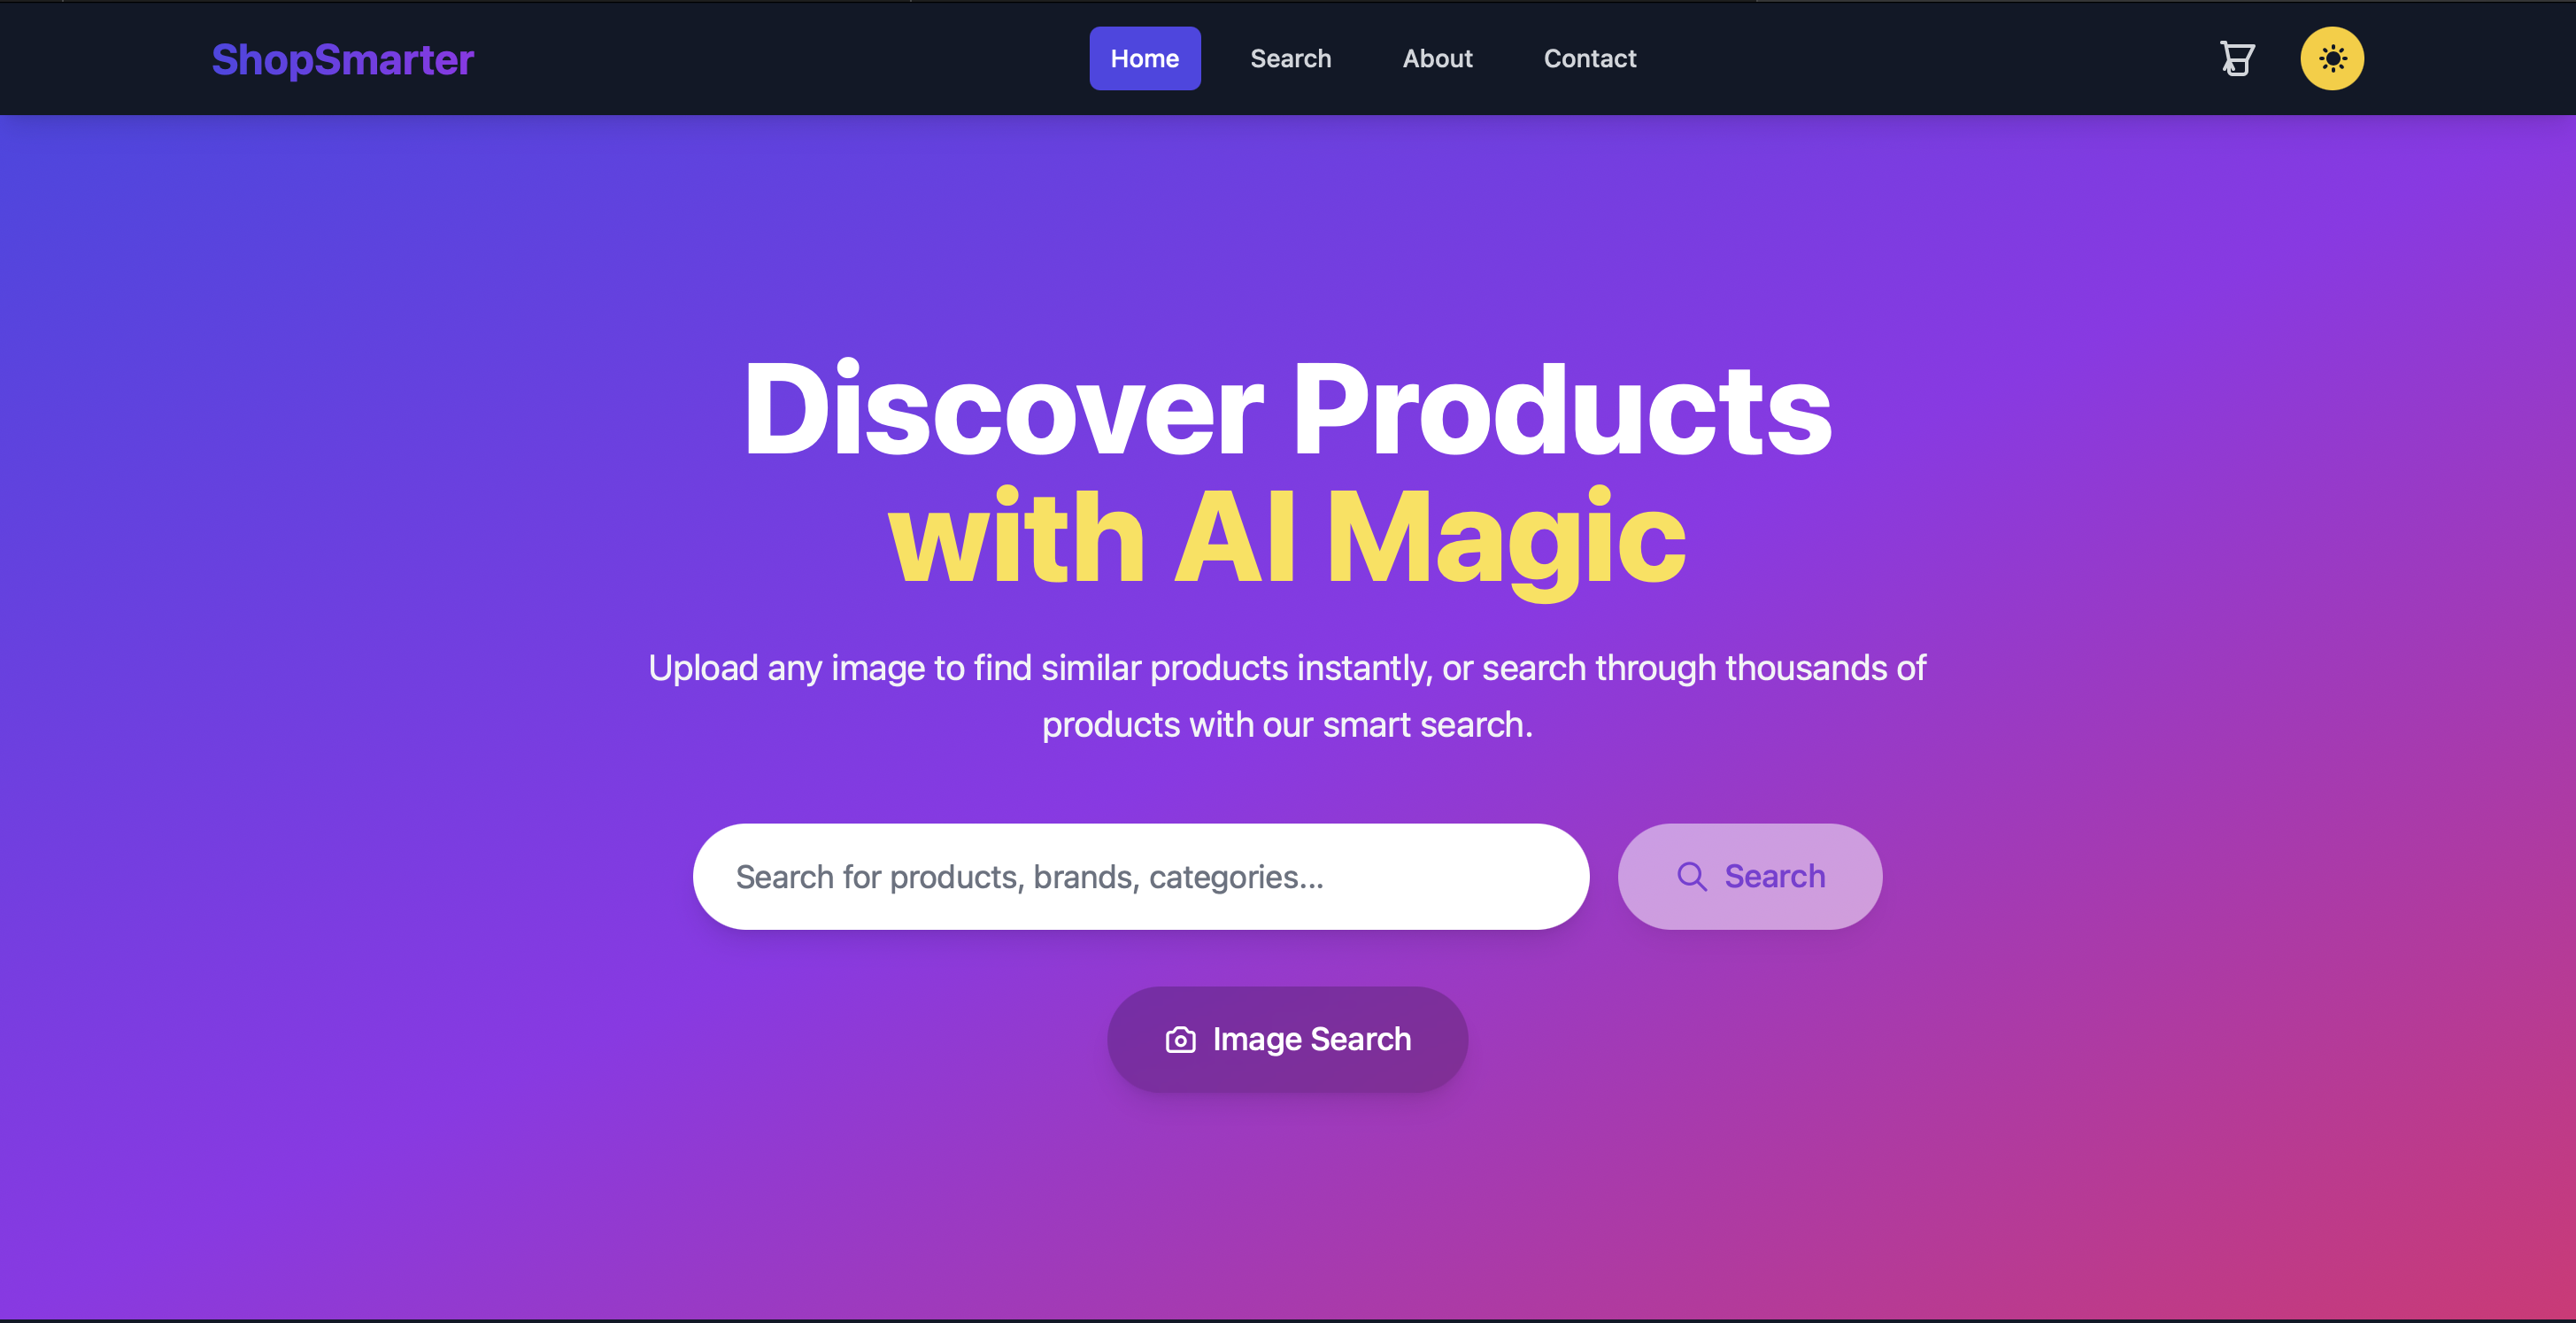 ShopSmarter
Home
Search
About
Contact
Discover Products
with AI Magic
Upload any image to find similar products instantly, or search through thousands of
products with our smart search.
Search for products, brands, categories...
Search
Image Search